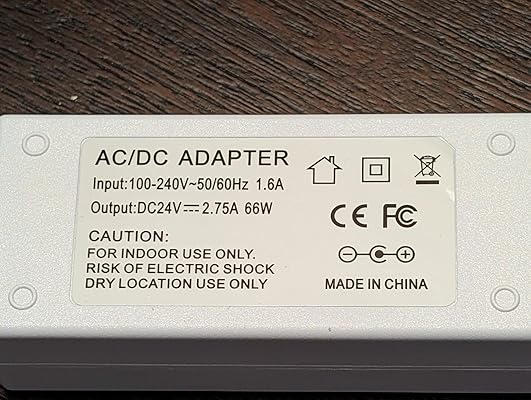 AC/DC ADAPTER
Input:100-240V~50/60Hz 1.6A
Output:DC24V⎓2.75A 66W
CAUTION:
FOR INDOOR USE ONLY.
RISK OF ELECTRIC SHOCK
DRY LOCATION USE ONLY
CE FC
MADE IN CHINA